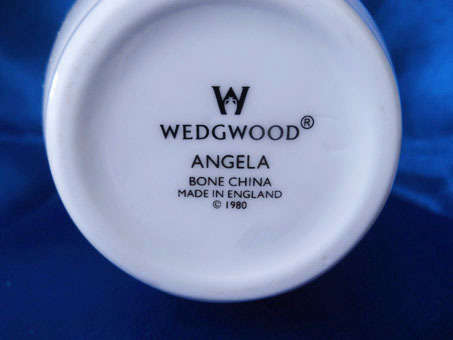 W
WEDGWOOD®
ANGELA
BONE CHINA
MADE IN ENGLAND
© 1980